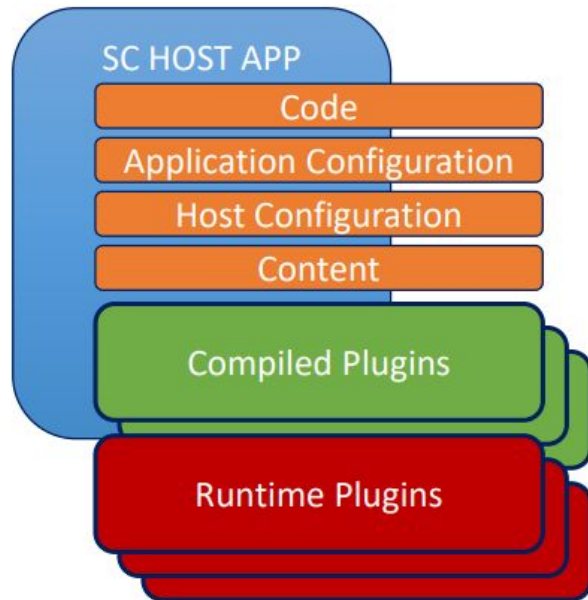 SC HOST APP
Code
Application Configuration
Host Configuration
Content
Compiled Plugins
Runtime Plugins